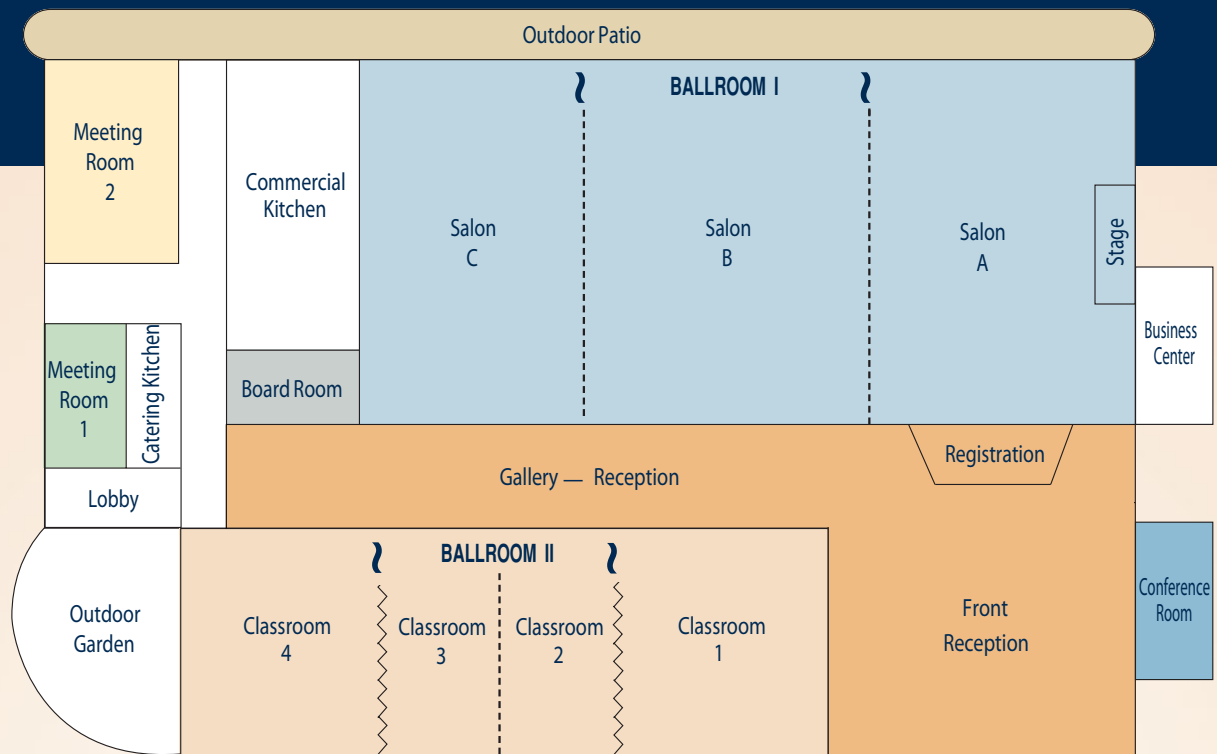 Outdoor Patio
BALLROOM I
Meeting
Room
2
Commercial
Kitchen
Salon
C
Salon
B
Salon
A
Stage
Business
Center
Meeting
Room
1
Catering Kitchen
Board Room
Lobby
Gallery — Reception
Registration
BALLROOM II
Outdoor
Garden
Classroom
4
Classroom
3
Classroom
2
Classroom
1
Front
Reception
Conference
Room